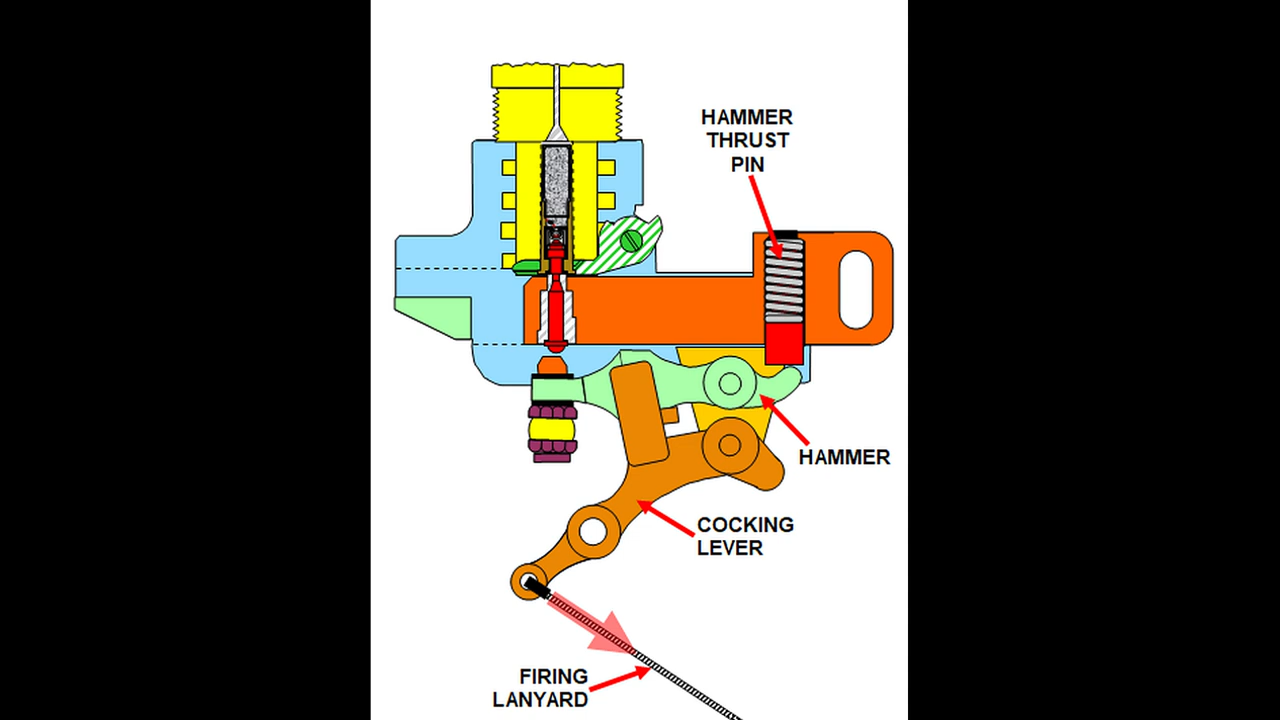 HAMMER
THRUST
PIN
HAMMER
COCKING
LEVER
FIRING
LANYARD